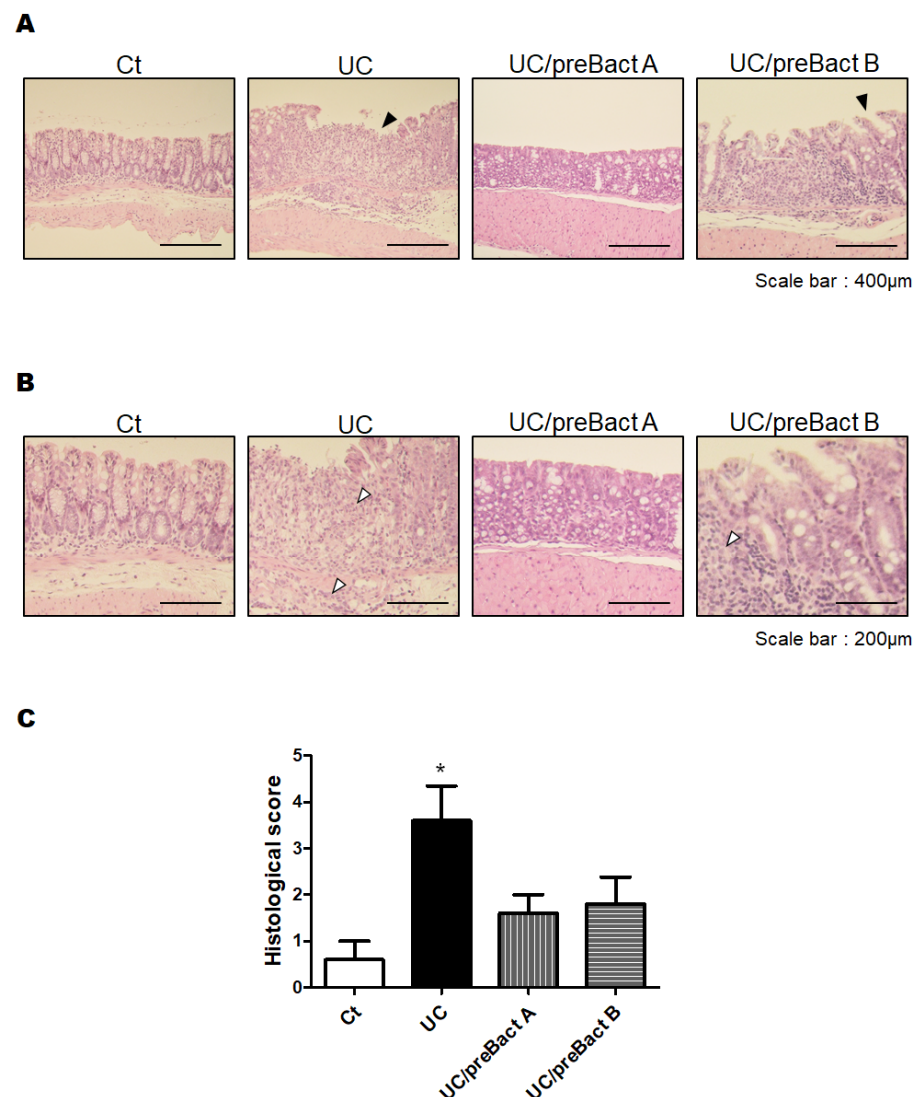 A
Ct UC UC/preBact A UC/preBact B
Scale bar : 400µm
B
Ct UC UC/preBact A UC/preBact B
Scale bar : 200µm
C
Histological score
5
4
3
2
1
0
*
Ct UC UC/preBact A UC/preBact B